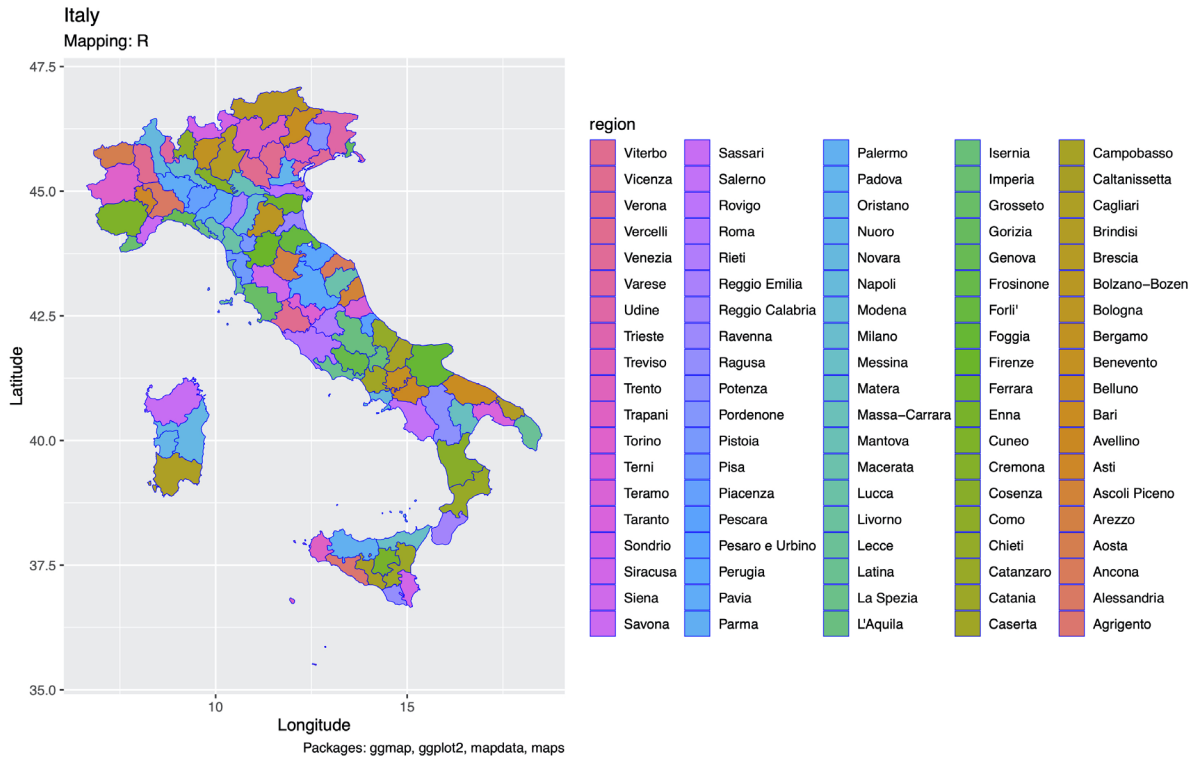 Italy
Mapping: R
47.5
45.0
42.5
40.0
37.5
35.0
Latitude
10
15
Longitude
Packages: ggmap, ggplot2, mapdata, maps
region
Viterbo
Vicenza
Verona
Vercelli
Venezia
Varese
Udine
Trieste
Treviso
Trento
Trapani
Torino
Terni
Teramo
Taranto
Sondrio
Siracusa
Siena
Savona
Sassari
Salerno
Rovigo
Roma
Rieti
Reggio Emilia
Reggio Calabria
Ravenna
Ragusa
Potenza
Pordenone
Pistoia
Pisa
Piacenza
Pescara
Pesaro e Urbino
Perugia
Pavia
Parma
Palermo
Padova
Oristano
Nuoro
Novara
Napoli
Modena
Milano
Messina
Matera
Massa−Carrara
Mantova
Macerata
Lucca
Livorno
Lecce
Latina
La Spezia
L'Aquila
Isernia
Imperia
Grosseto
Gorizia
Genova
Frosinone
Forli'
Foggia
Firenze
Ferrara
Enna
Cuneo
Cremona
Cosenza
Como
Chieti
Catanzaro
Catania
Caserta
Campobasso
Caltanissetta
Cagliari
Brindisi
Brescia
Bolzano−Bozen
Bologna
Bergamo
Benevento
Belluno
Bari
Avellino
Asti
Ascoli Piceno
Arezzo
Aosta
Ancona
Alessandria
Agrigento